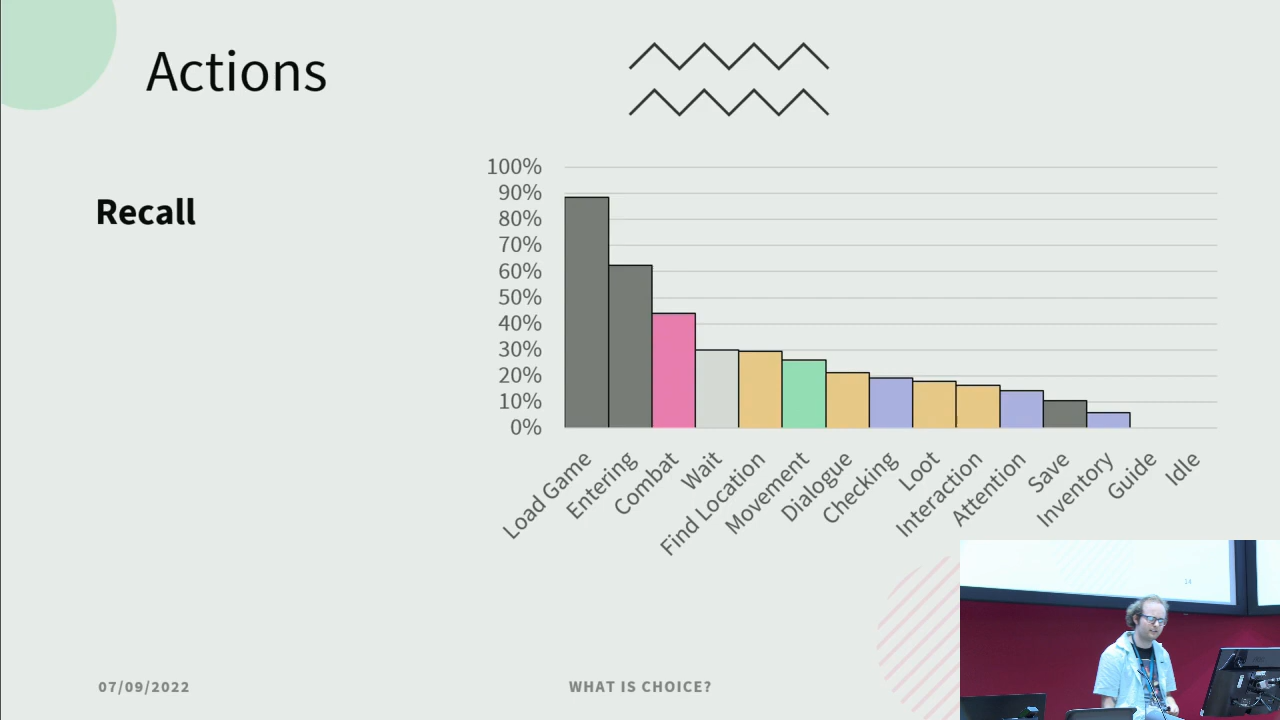 Actions
Recall
100%
90%
80%
70%
60%
50%
40%
30%
20%
10%
0%
Load Game
Entering
Combat
Wait
Find Location
Movement
Dialogue
Checking
Loot
Interaction
Attention
Save
Inventory
Guide
Idle
14
07/09/2022
WHAT IS CHOICE?